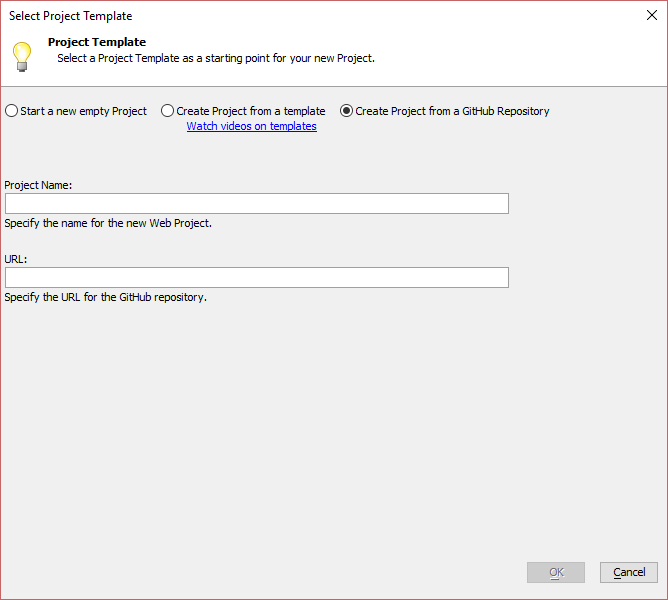 Select Project Template
Project Template
Select a Project Template as a starting point for your new Project.
Start a new empty Project Create Project from a template Create Project from a GitHub Repository
Watch videos on templates
Project Name:
Specify the name for the new Web Project.
URL:
Specify the URL for the GitHub repository.
OK Cancel